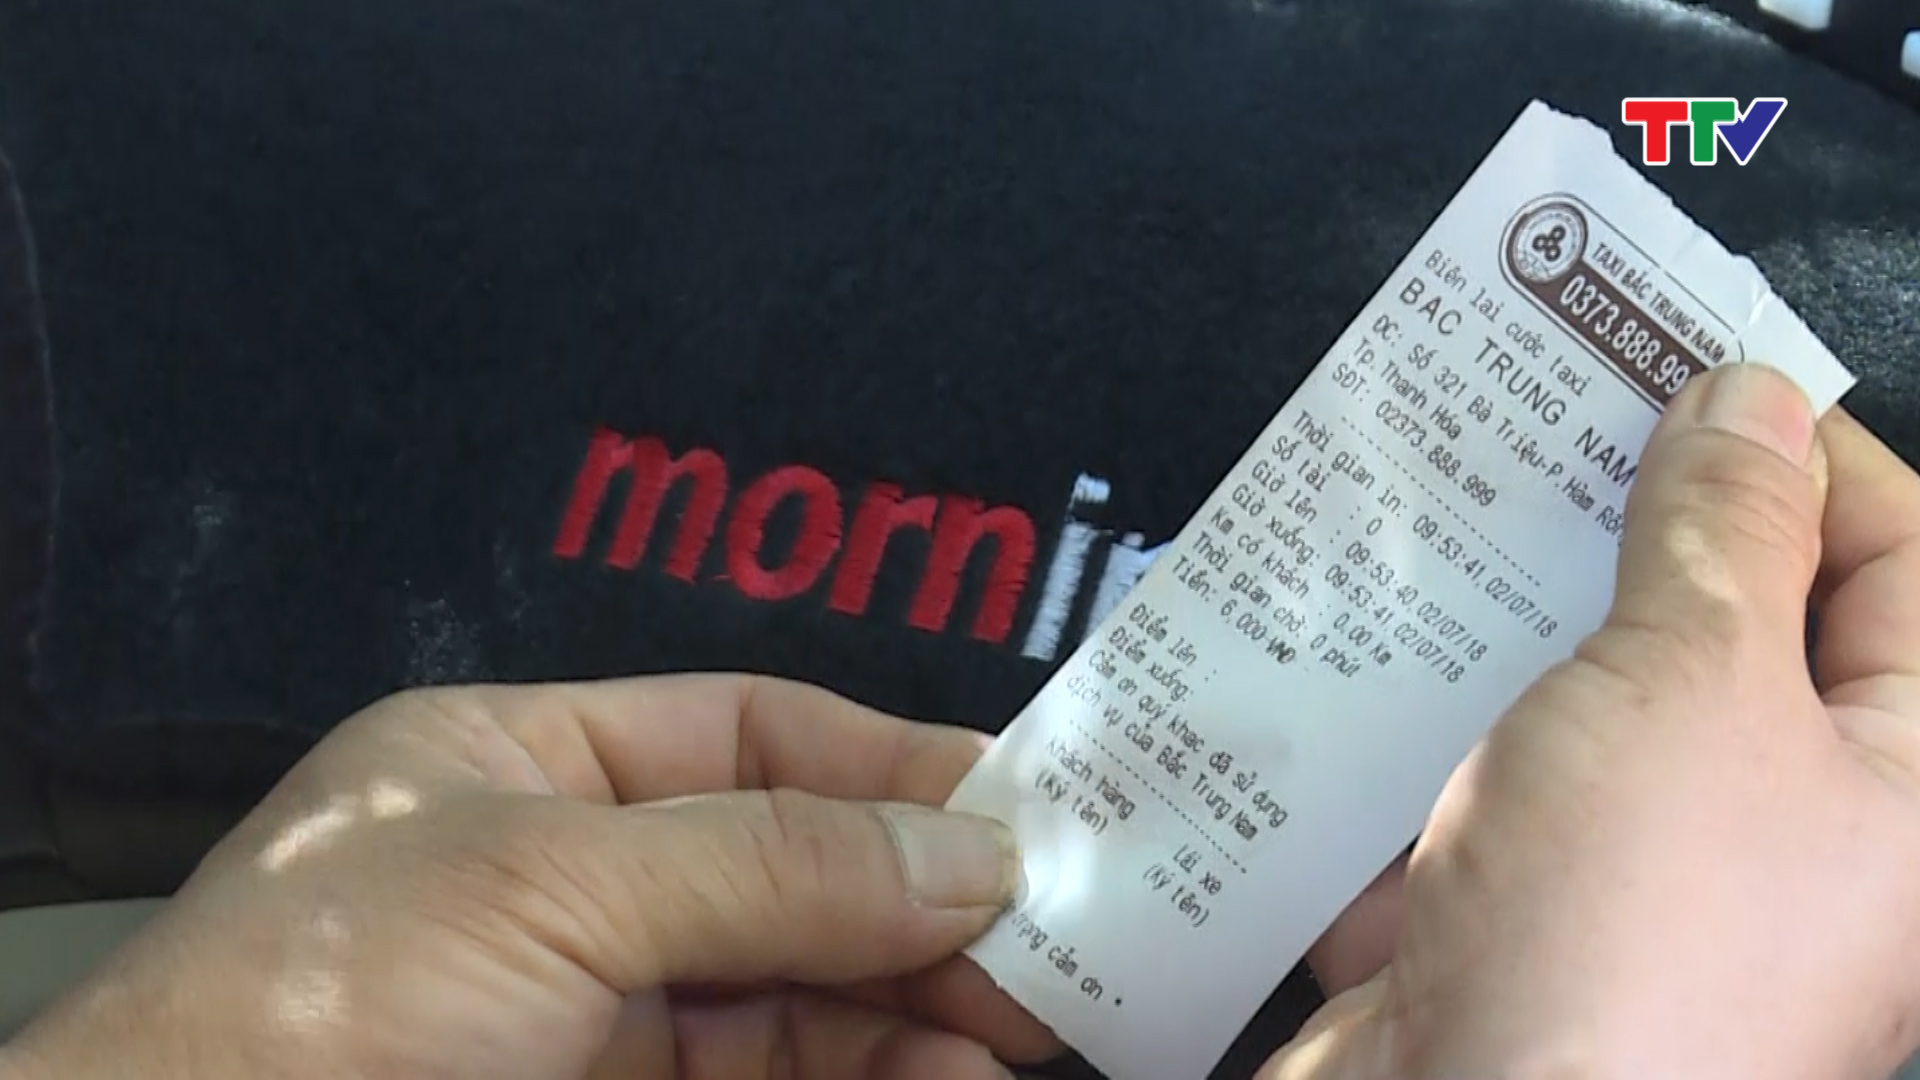 TTV
TAXI BẮC TRUNG NAM
0373.888.99
Biên lai cước taxi
BAC TRUNG NAM
ĐC: Số 321 Bà Triệu-P.Hàm Rồn
Tp.Thanh Hóa
SĐT: 02373.888.999
Thời gian in: 09:53:41,02/07/18
Số tài : 0
Giờ lên : 09:53:40,02/07/18
Giờ xuống: 09:53:41,02/07/18
Km có khách : 0.00 Km
Thời gian chờ: 0 phút
Tiền: 6,000-VND
Điểm lên :
Điểm xuống:
Cảm ơn quý khac đã sử dụng
dịch vụ của Bắc Trung Nam
Khách hàng Lái xe
(Ký tên) (Ký tên)
trọng cảm ơn
mornin